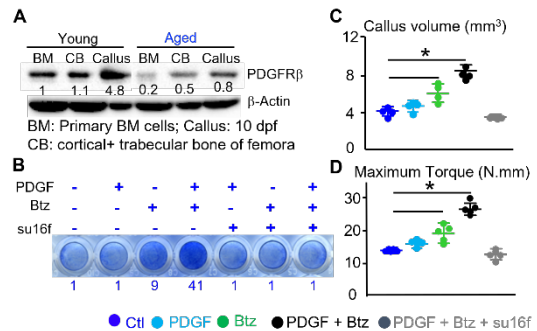 A
Young
Aged
BM CB Callus BM CB Callus
PDGFRβ
1 1.1 4.8 0.2 0.5 0.8
β-Actin
BM: Primary BM cells; Callus: 10 dpf
CB: cortical+ trabecular bone of femora
B
PDGF - + - + + - +
Btz - - + + - + +
su16f - - - - + + +
1 1 9 41 1 1 1
C
Callus volume (mm³)
12
8
4
0
*
D
Maximum Torque (N.mm)
30
20
10
0
*
Ctl PDGF Btz PDGF + Btz PDGF + Btz + su16f